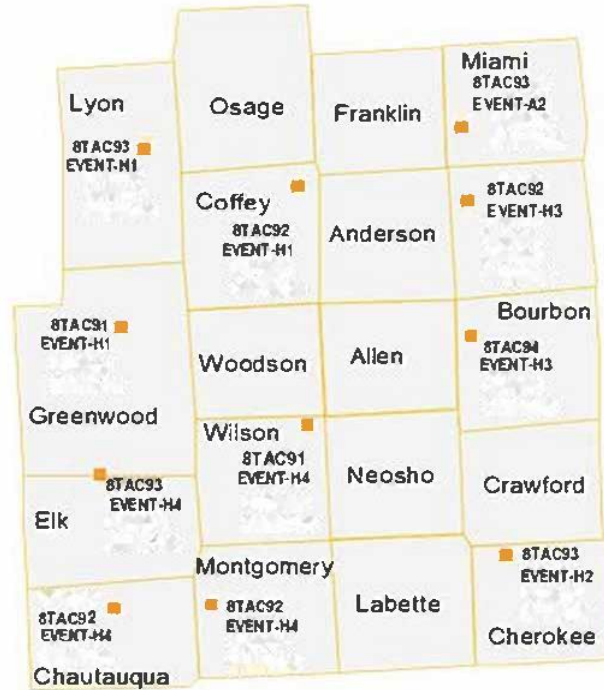 Miami
8TAC93
EVENT-A2
Lyon
Osage
Franklin
8TAC93
EVENT-H1
Coffey
8TAC92
EVENT-H1
Anderson
8TAC92
EVENT-H3
8TAC91
EVENT-H1
Greenwood
Woodson
Allen
Bourbon
8TAC94
EVENT-H3
Wilson
8TAC91
EVENT-H4
Neosho
Crawford
8TAC93
EVENT-H4
Elk
Montgomery
8TAC92
EVENT-H4
Labette
8TAC93
EVENT-H2
Cherokee
8TAC92
EVENT-H4
Chautauqua